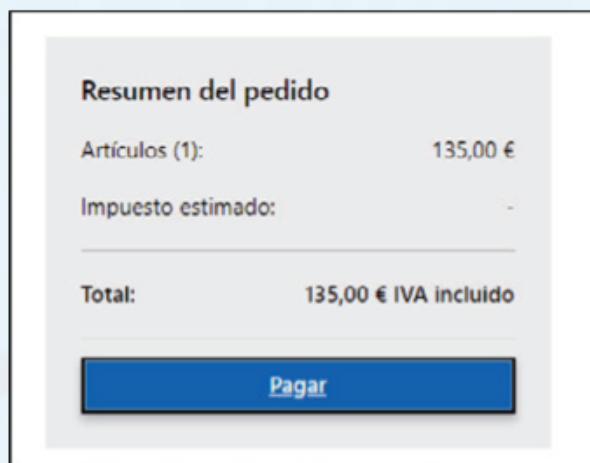 Resumen del pedido
Artículos (1): 135,00 €
Impuesto estimado: -
Total: 135,00 € IVA incluido
Pagar